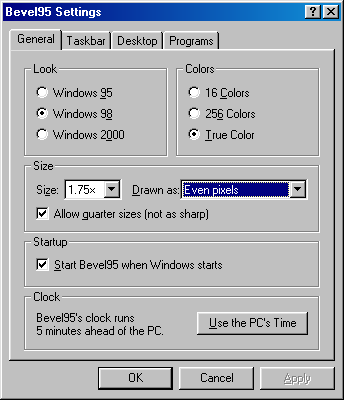 Bevel95 Settings
General Taskbar Desktop Programs
Look
Windows 95
Windows 98
Windows 2000
Colors
16 Colors
256 Colors
True Color
Size
Size: 1.75× Drawn as: Even pixels
Allow quarter sizes (not as sharp)
Startup
Start Bevel95 when Windows starts
Clock
Bevel95's clock runs
5 minutes ahead of the PC.
Use the PC's Time
OK Cancel Apply